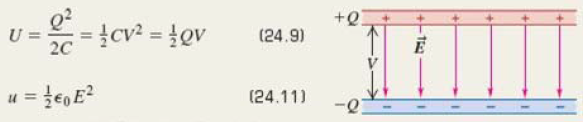 U = Q²/2C = ½CV² = ½QV (24.9)
u = ½ϵ₀E² (24.11)
+Q
+ + + + + +
V
E⃗
−Q
− − − − − −